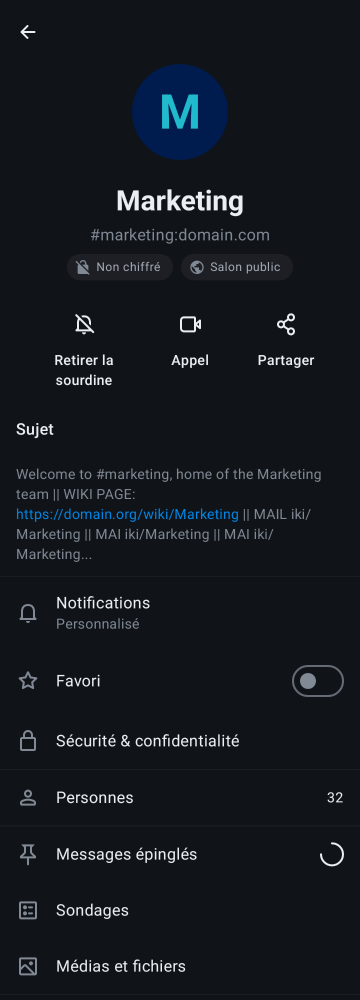 M
Marketing
#marketing:domain.com
Non chiffré
Salon public
Retirer la
sourdine
Appel
Partager
Sujet
Welcome to #marketing, home of the Marketing
team || WIKI PAGE:
https://domain.org/wiki/Marketing || MAIL iki/
Marketing || MAI iki/Marketing || MAI iki/
Marketing...
Notifications
Personnalisé
Favori
Sécurité & confidentialité
Personnes 32
Messages épinglés
Sondages
Médias et fichiers